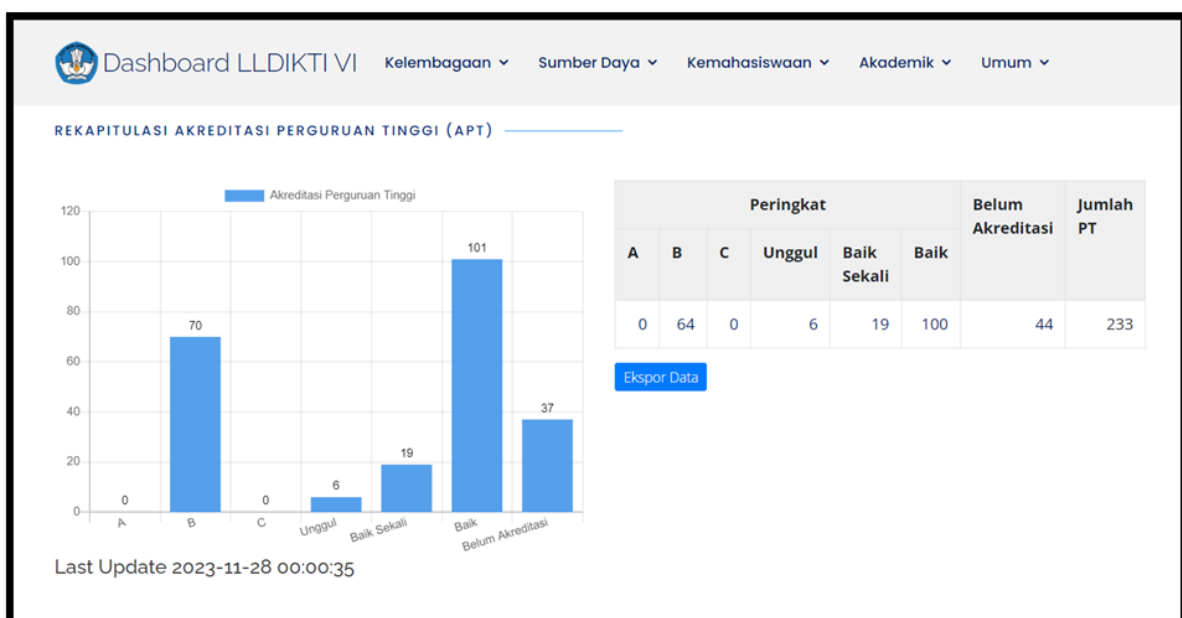 Dashboard LLDIKTI VI Kelembagaan Sumber Daya Kemahasiswaan Akademik Umum
REKAPITULASI AKREDITASI PERGURUAN TINGGI (APT)
Akreditasi Perguruan Tinggi
120
100
80
60
40
20
0
0
70
0
6
19
101
37
A
B
C
Unggul
Baik Sekali
Baik
Belum Akreditasi
Peringkat Belum Akreditasi Jumlah PT
A B C Unggul Baik Sekali Baik
0 64 0 6 19 100 44 233
Ekspor Data
Last Update 2023-11-28 00:00:35